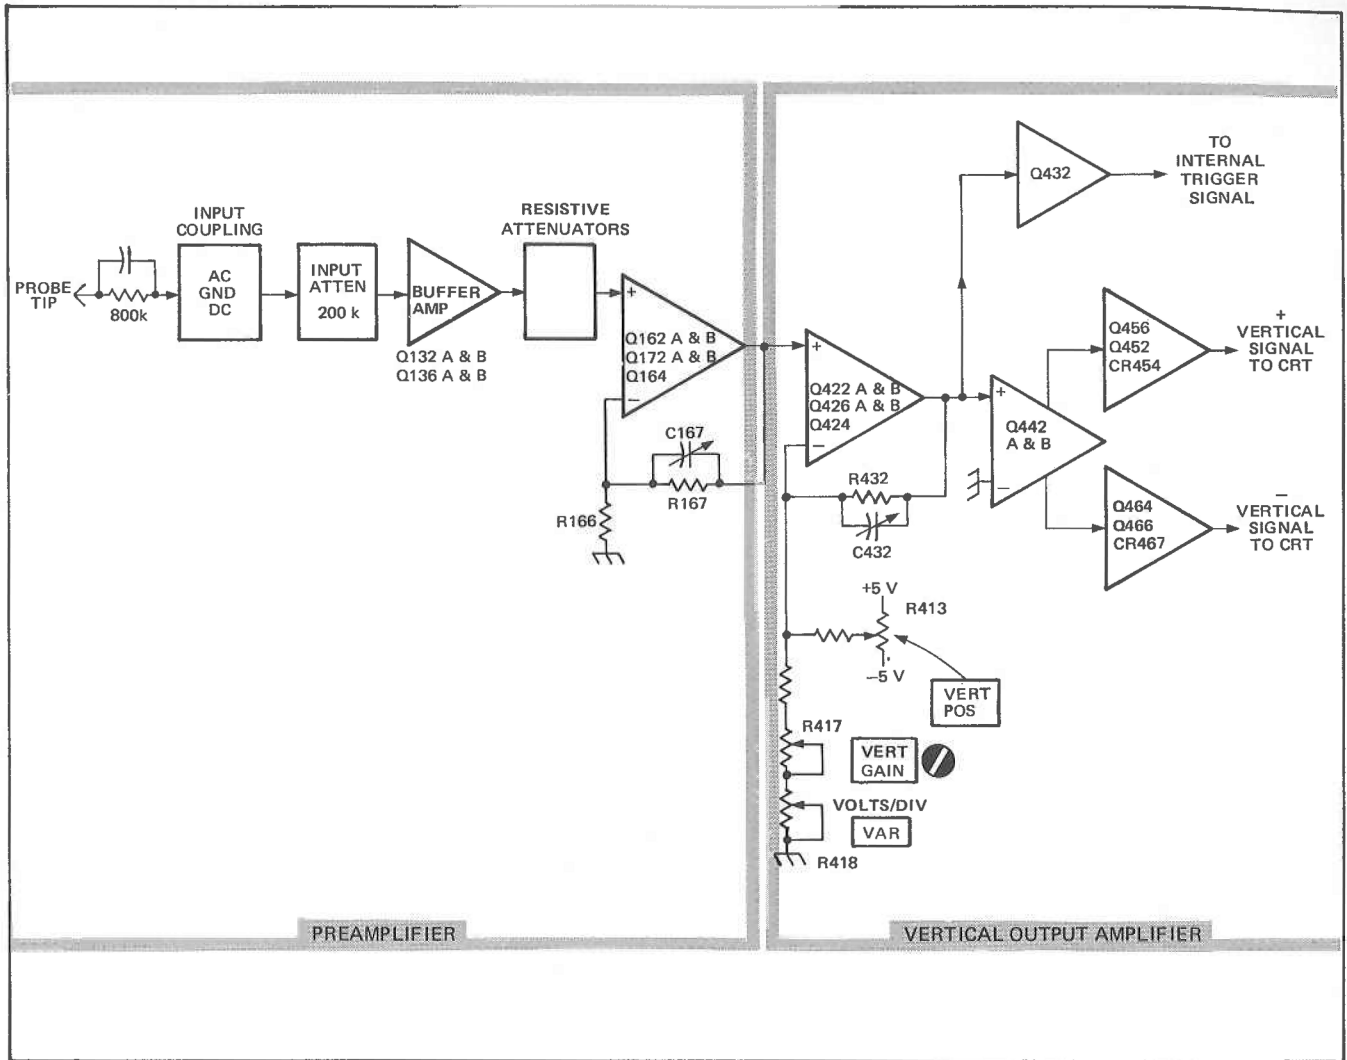 PROBE
TIP
800k
INPUT
COUPLING
AC
GND
DC
INPUT
ATTEN
200 k
BUFFER
AMP
Q132 A & B
Q136 A & B
RESISTIVE
ATTENUATORS
+
Q162 A & B
Q172 A & B
Q164
–
C167
R167
R166
+
Q422 A & B
Q426 A & B
Q424
–
R432
C432
+5 V
R413
–5 V
VERT
POS
R417
VERT
GAIN
VOLTS/DIV
VAR
R418
Q432
TO
INTERNAL
TRIGGER
SIGNAL
+
Q442
A & B
–
Q456
Q452
CR454
+
VERTICAL
SIGNAL
TO CRT
Q464
Q466
CR467
–
VERTICAL
SIGNAL
TO CRT
PREAMPLIFIER
VERTICAL OUTPUT AMPLIFIER